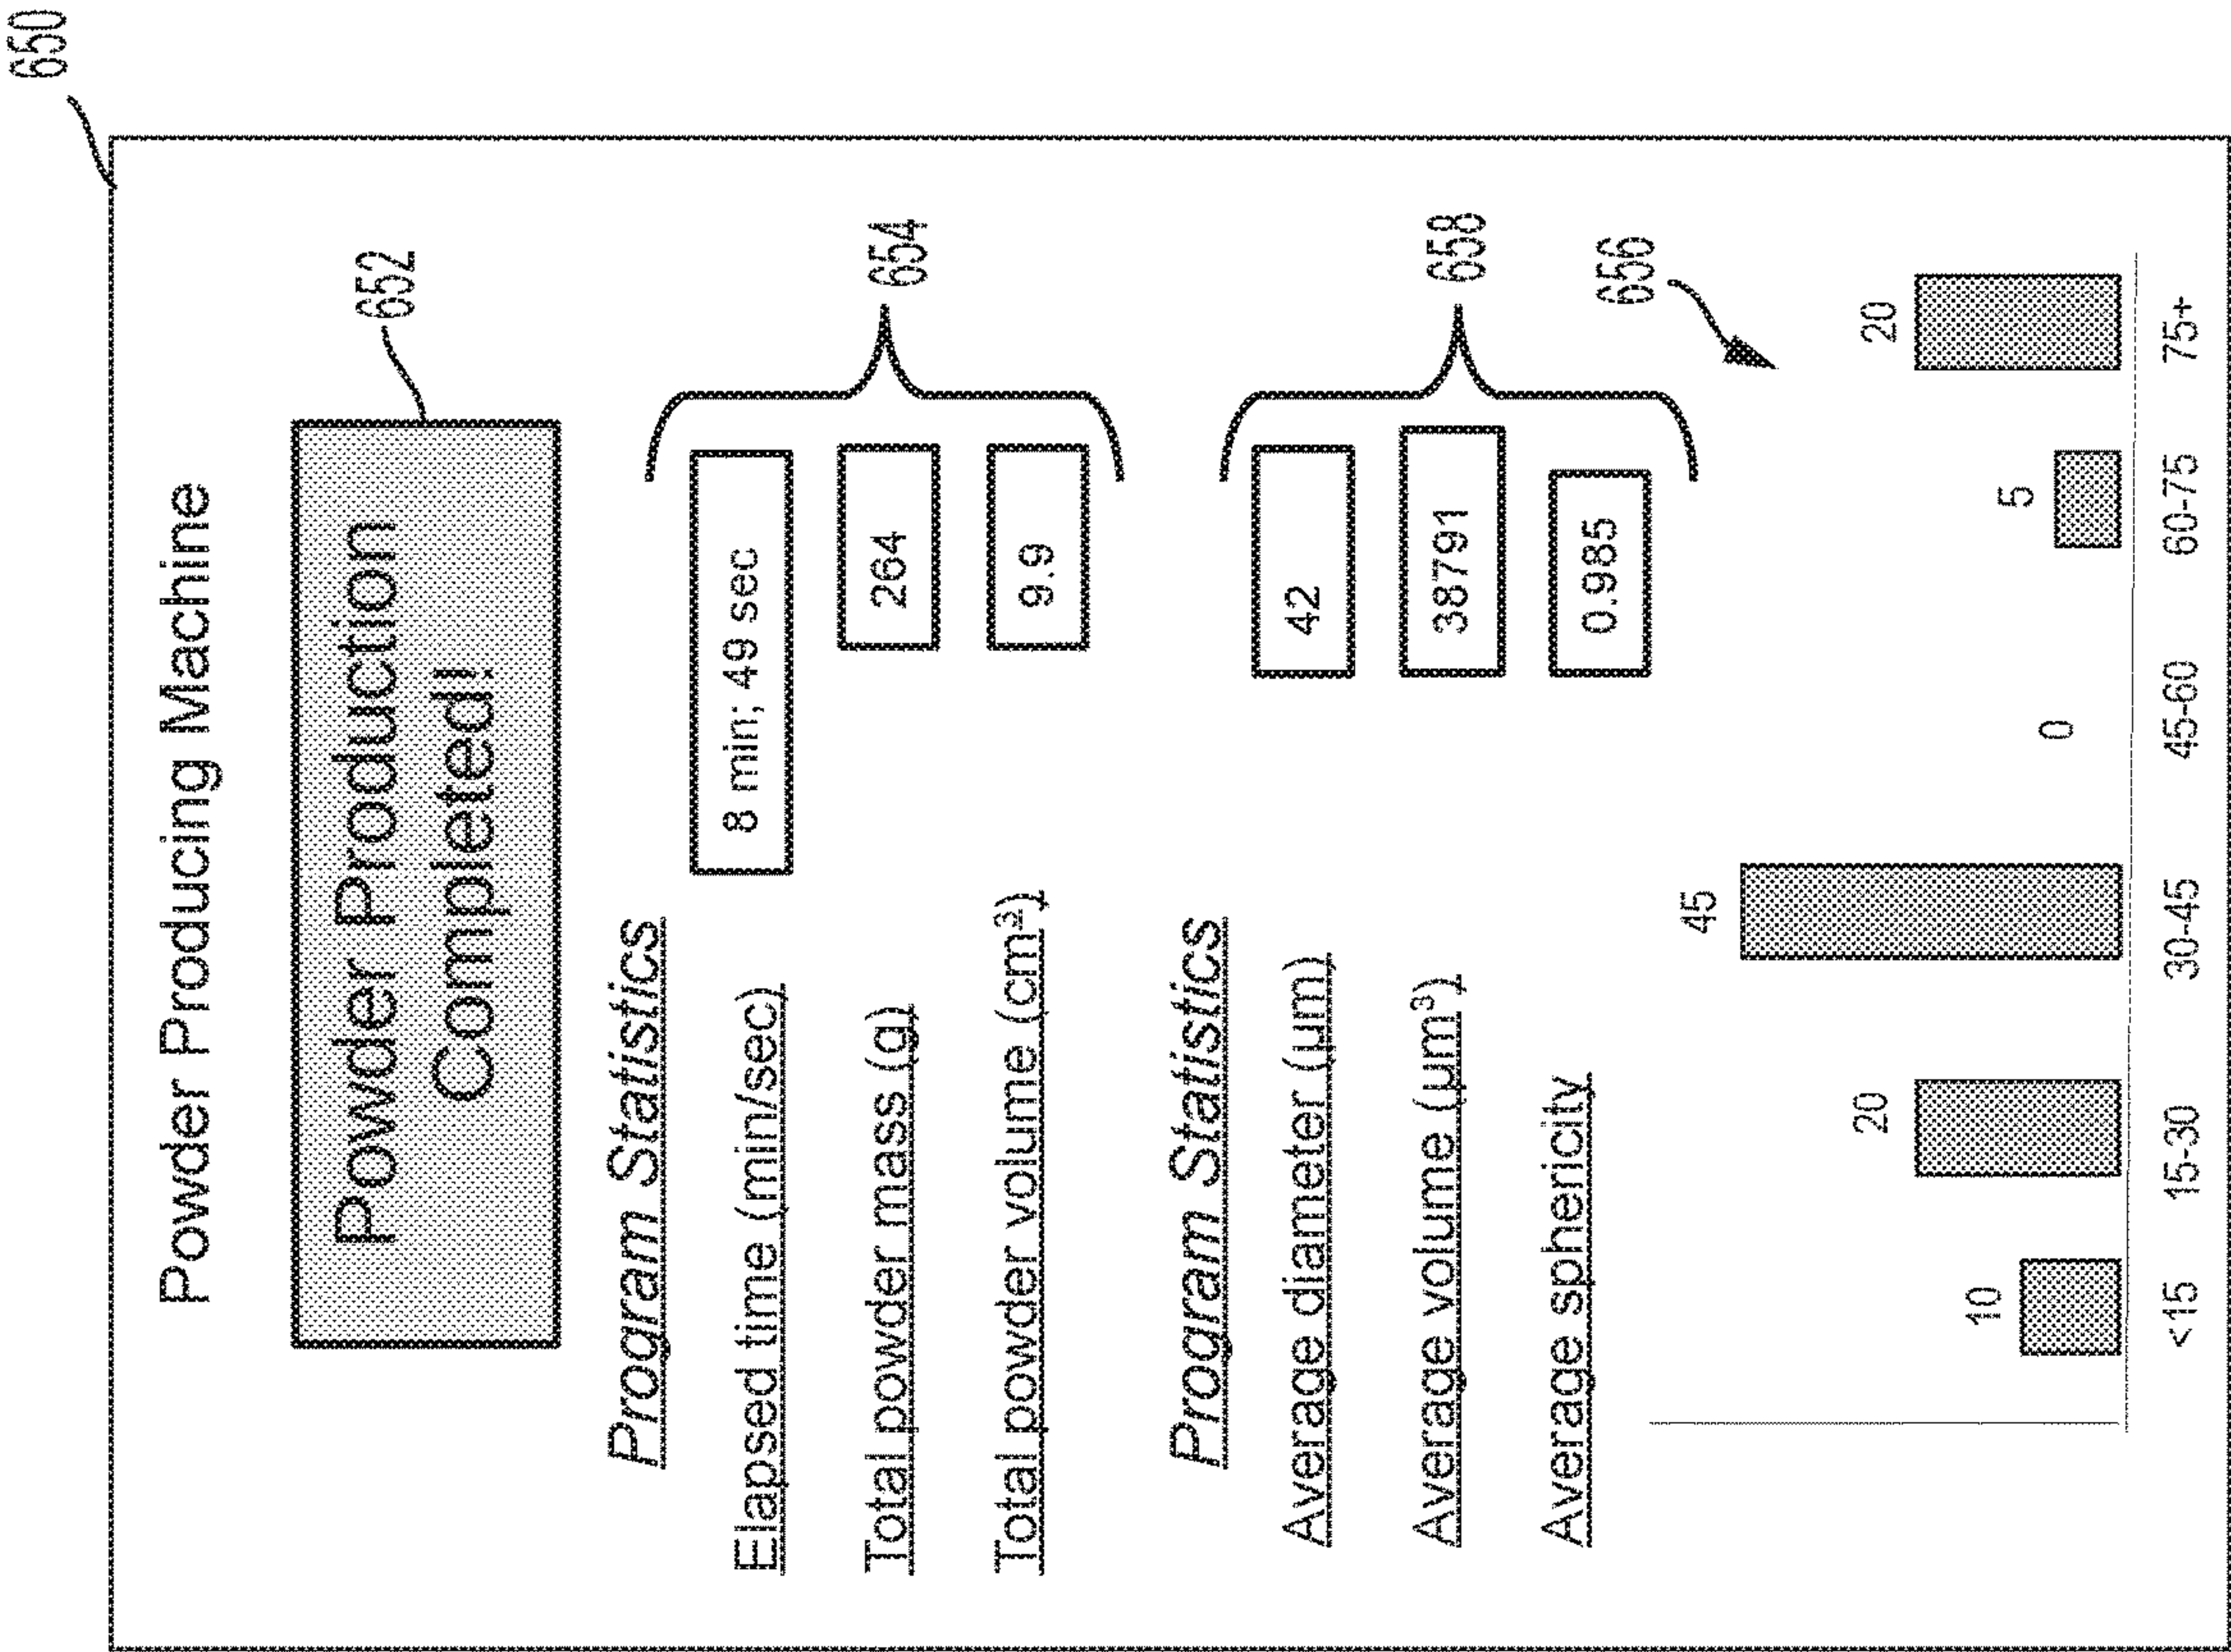 650
Powder Producing Machine
Powder Production
Completed!
652
Program Statistics
Elapsed time (min/sec) 8 min; 49 sec
Total powder mass (g) 264
Total powder volume (cm³) 9.9
654
Program Statistics
Average diameter (µm) 42
Average volume (µm³) 38791
Average sphericity 0.985
658
656
10 20 45 0 5 20
<15 15-30 30-45 45-60 60-75 75+